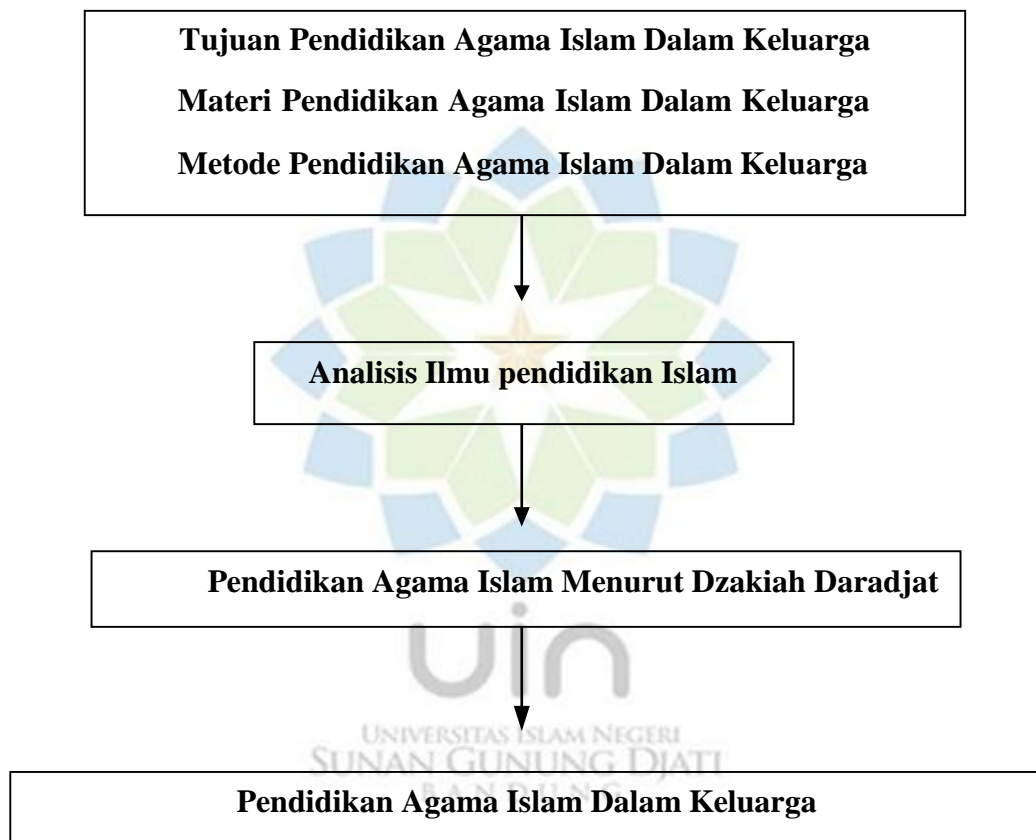 Tujuan Pendidikan Agama Islam Dalam Keluarga
Materi Pendidikan Agama Islam Dalam Keluarga
Metode Pendidikan Agama Islam Dalam Keluarga
Analisis Ilmu pendidikan Islam
Pendidikan Agama Islam Menurut Dzakiah Daradjat
uin
UNIVERSITAS ISLAM NEGERI
SUNAN GUNUNG DJATI
BANDUNG
Pendidikan Agama Islam Dalam Keluarga